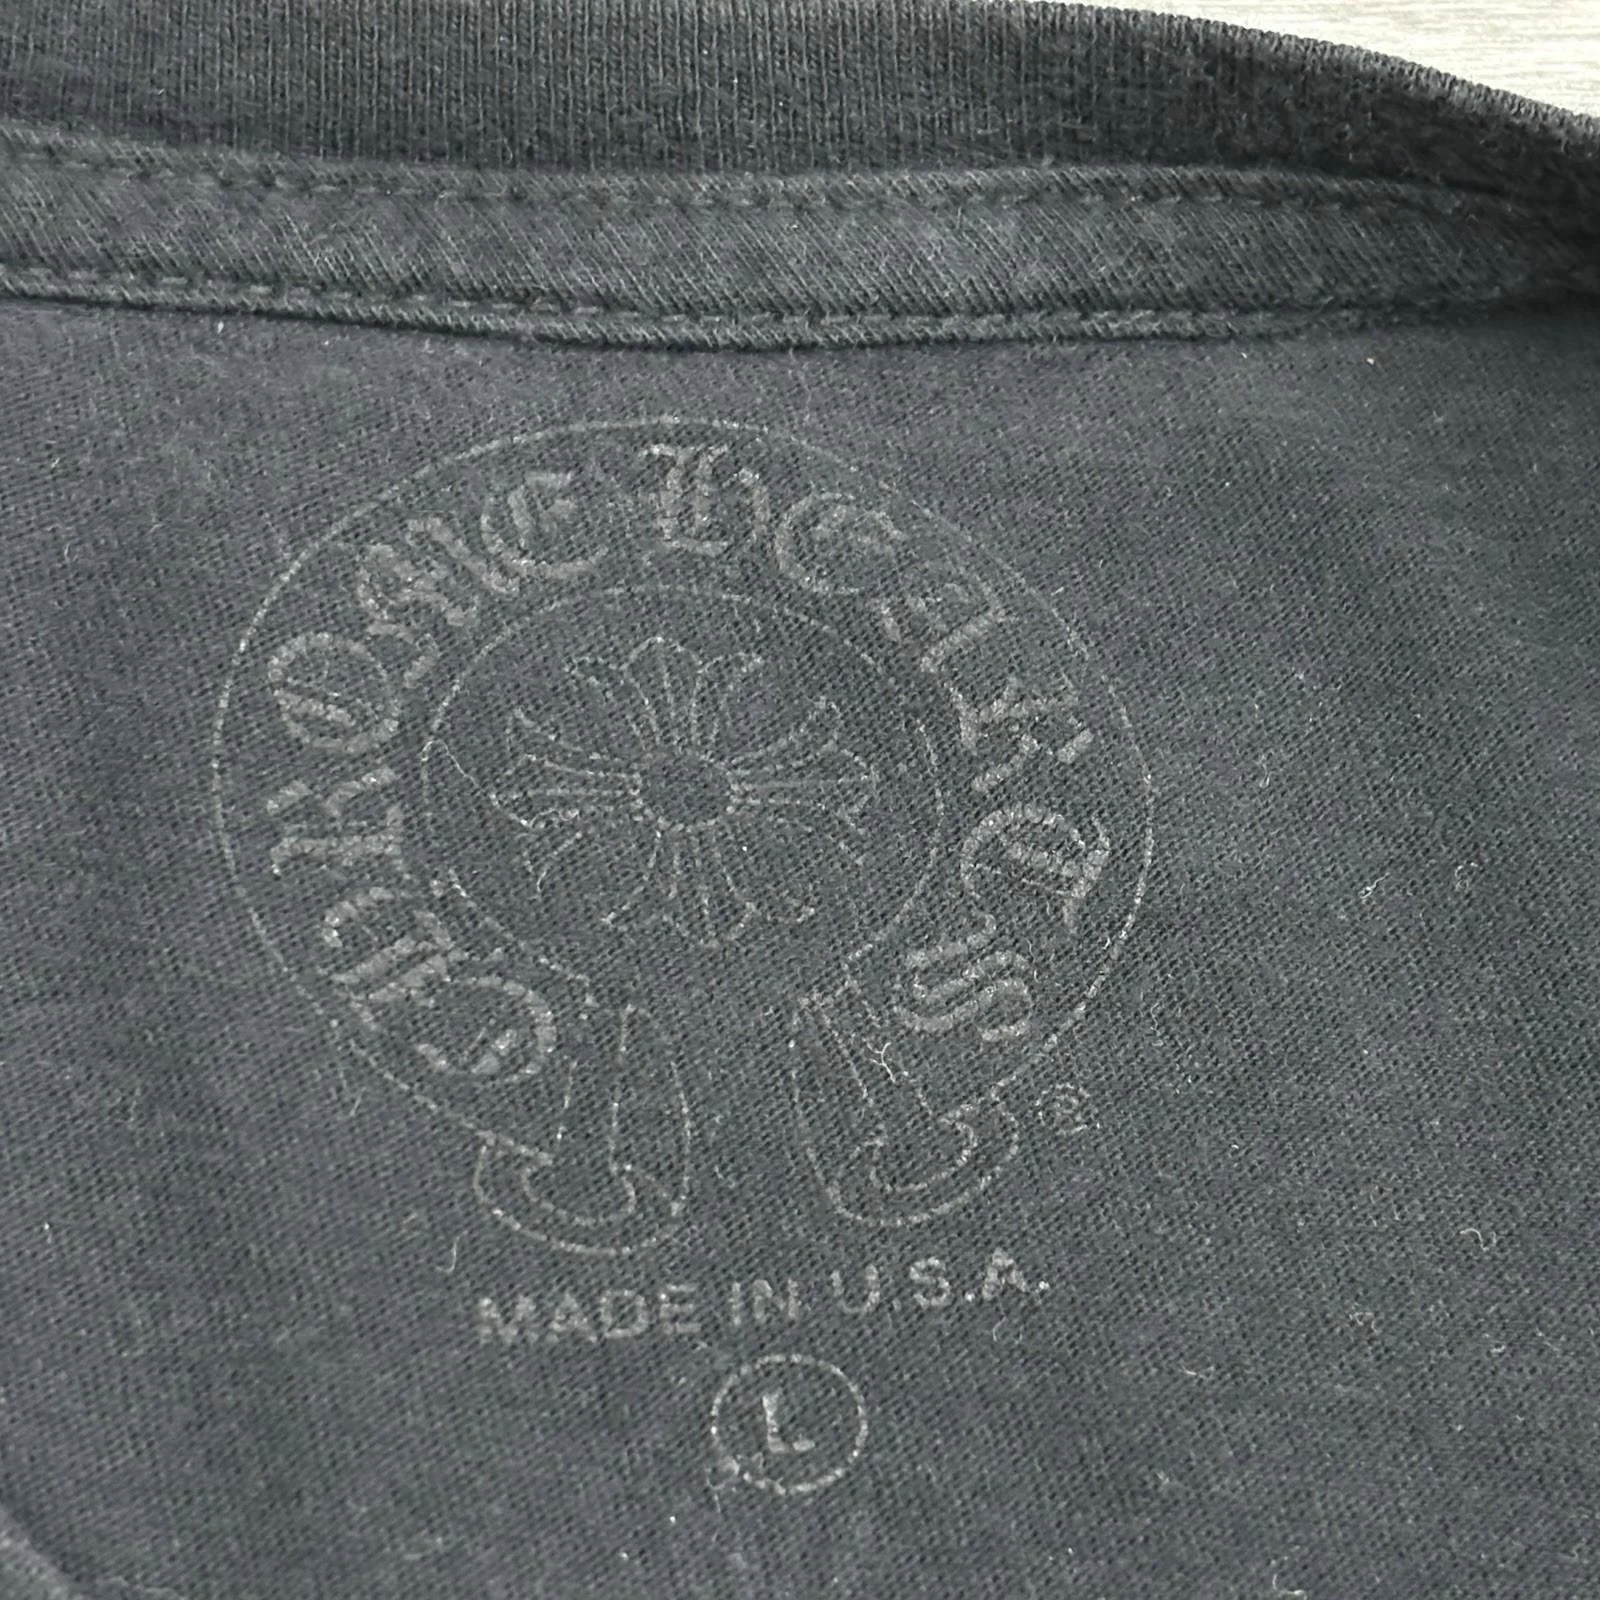 CHROME HEARTS
®
MADE IN U.S.A.
L